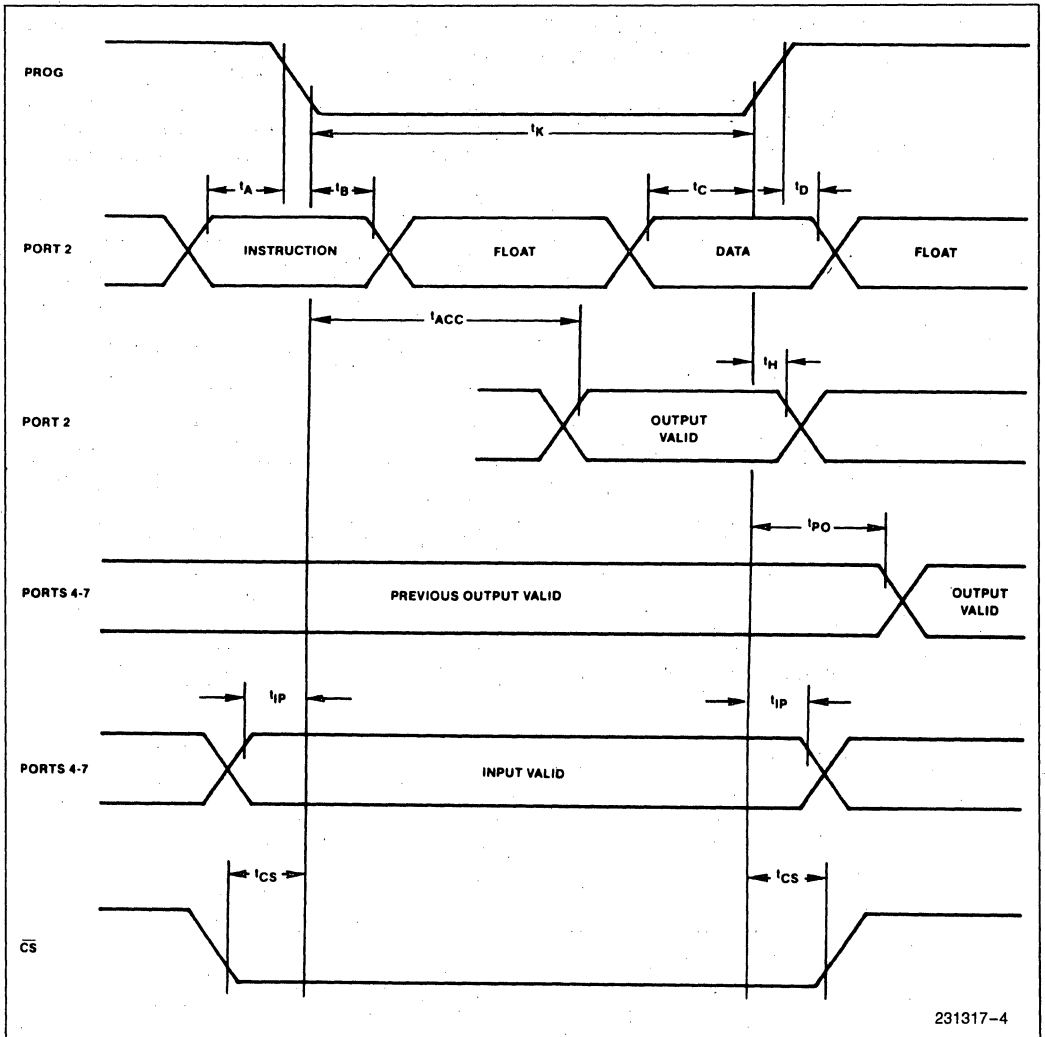 PROG
tK
tA
tB
tC
tD
PORT 2
INSTRUCTION
FLOAT
DATA
FLOAT
tACC
tH
PORT 2
OUTPUT
VALID
tPO
PORTS 4-7
PREVIOUS OUTPUT VALID
OUTPUT
VALID
tIP
tIP
PORTS 4-7
INPUT VALID
tCS
tCS
C̅S̅
231317–4